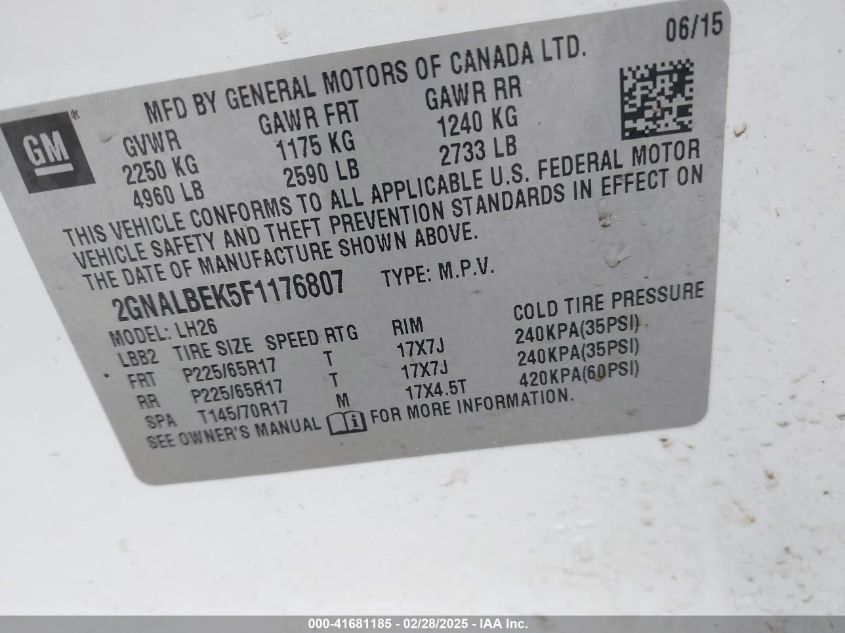 06/15
MFD BY GENERAL MOTORS OF CANADA LTD.
GM ®
GVWR GAWR FRT GAWR RR
2250 KG 1175 KG 1240 KG
4960 LB 2590 LB 2733 LB
THIS VEHICLE CONFORMS TO ALL APPLICABLE U.S. FEDERAL MOTOR
VEHICLE SAFETY AND THEFT PREVENTION STANDARDS IN EFFECT ON
THE DATE OF MANUFACTURE SHOWN ABOVE.
2GNALBEK5F1176807 TYPE: M.P.V.
MODEL: LH26
LBB2 TIRE SIZE SPEED RTG RIM COLD TIRE PRESSURE
FRT P225/65R17 T 17X7J 240KPA(35PSI)
RR P225/65R17 T 17X7J 240KPA(35PSI)
SPA T145/70R17 M 17X4.5T 420KPA(60PSI)
SEE OWNER'S MANUAL FOR MORE INFORMATION.
000-41681185 - 02/28/2025 - IAA Inc.